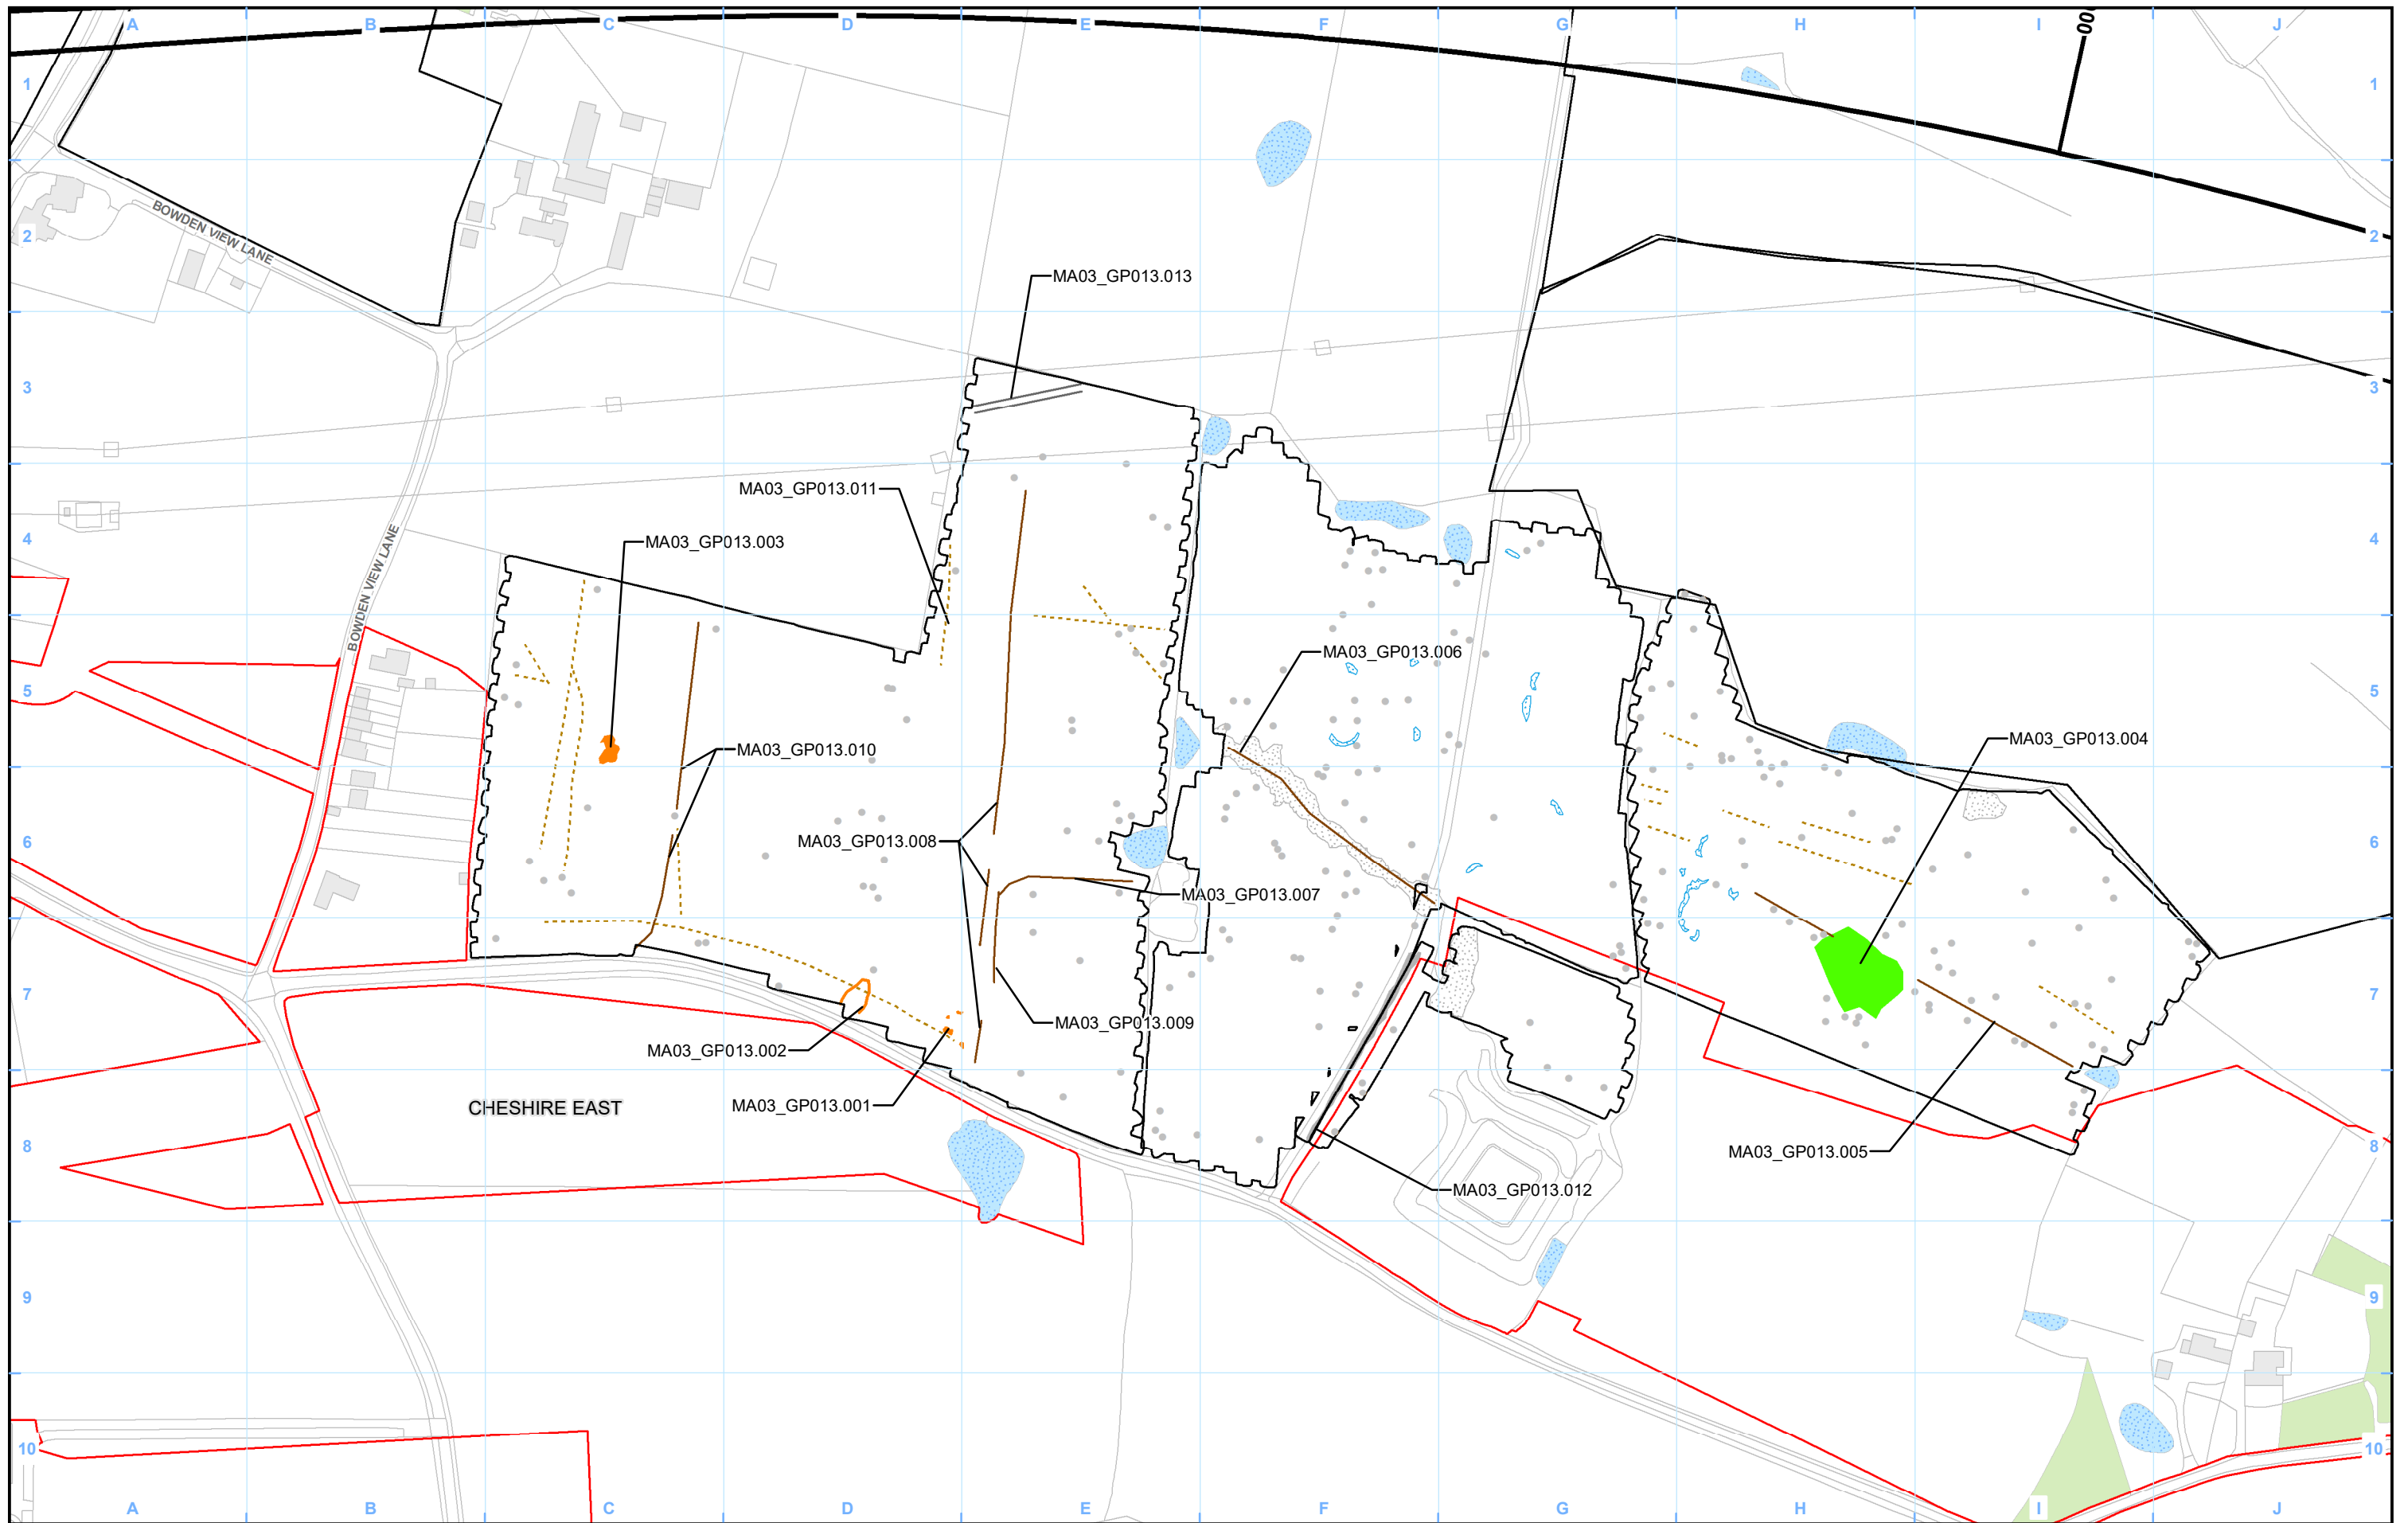 A B C D E F G H I J
00
1 1
BOWDEN VIEW LANE
2 2
MA03_GP013.013
3 3
MA03_GP013.011
BOWDEN VIEW LANE
MA03_GP013.003
4 4
MA03_GP013.006
5 5
MA03_GP013.010
MA03_GP013.004
6 6
MA03_GP013.008
MA03_GP013.007
7 7
MA03_GP013.009
MA03_GP013.002
CHESHIRE EAST
MA03_GP013.001
8 8
MA03_GP013.005
MA03_GP013.012
9 9
10 10
A B C D E F G H I J